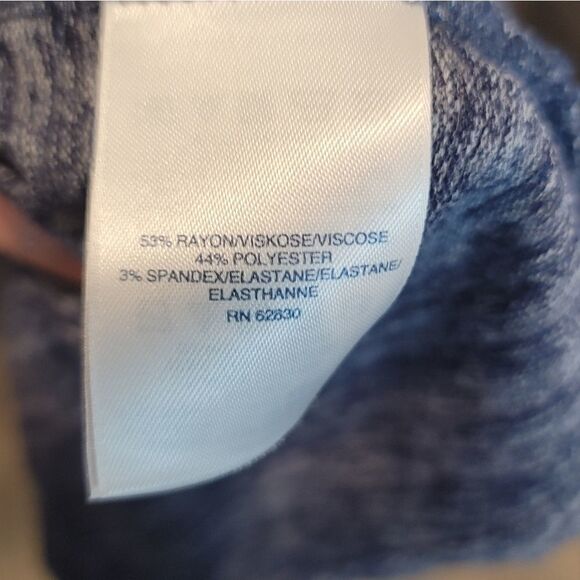 53% RAYON/VISKOSE/VISCOSE
44% POLYESTER
3% SPANDEX/ELASTANE/ELASTANE/
ELASTHANNE
RN 62830